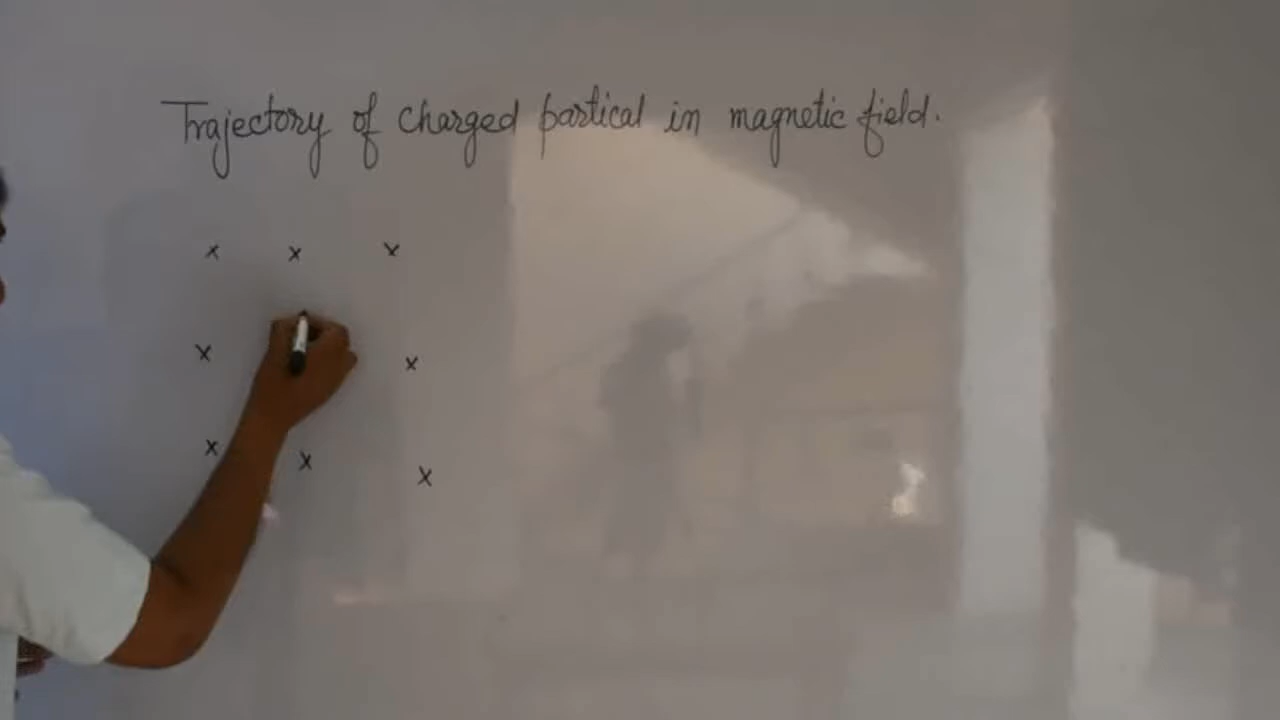 Trajectory of charged partical in magnetic field.
x x x
x x
x x x